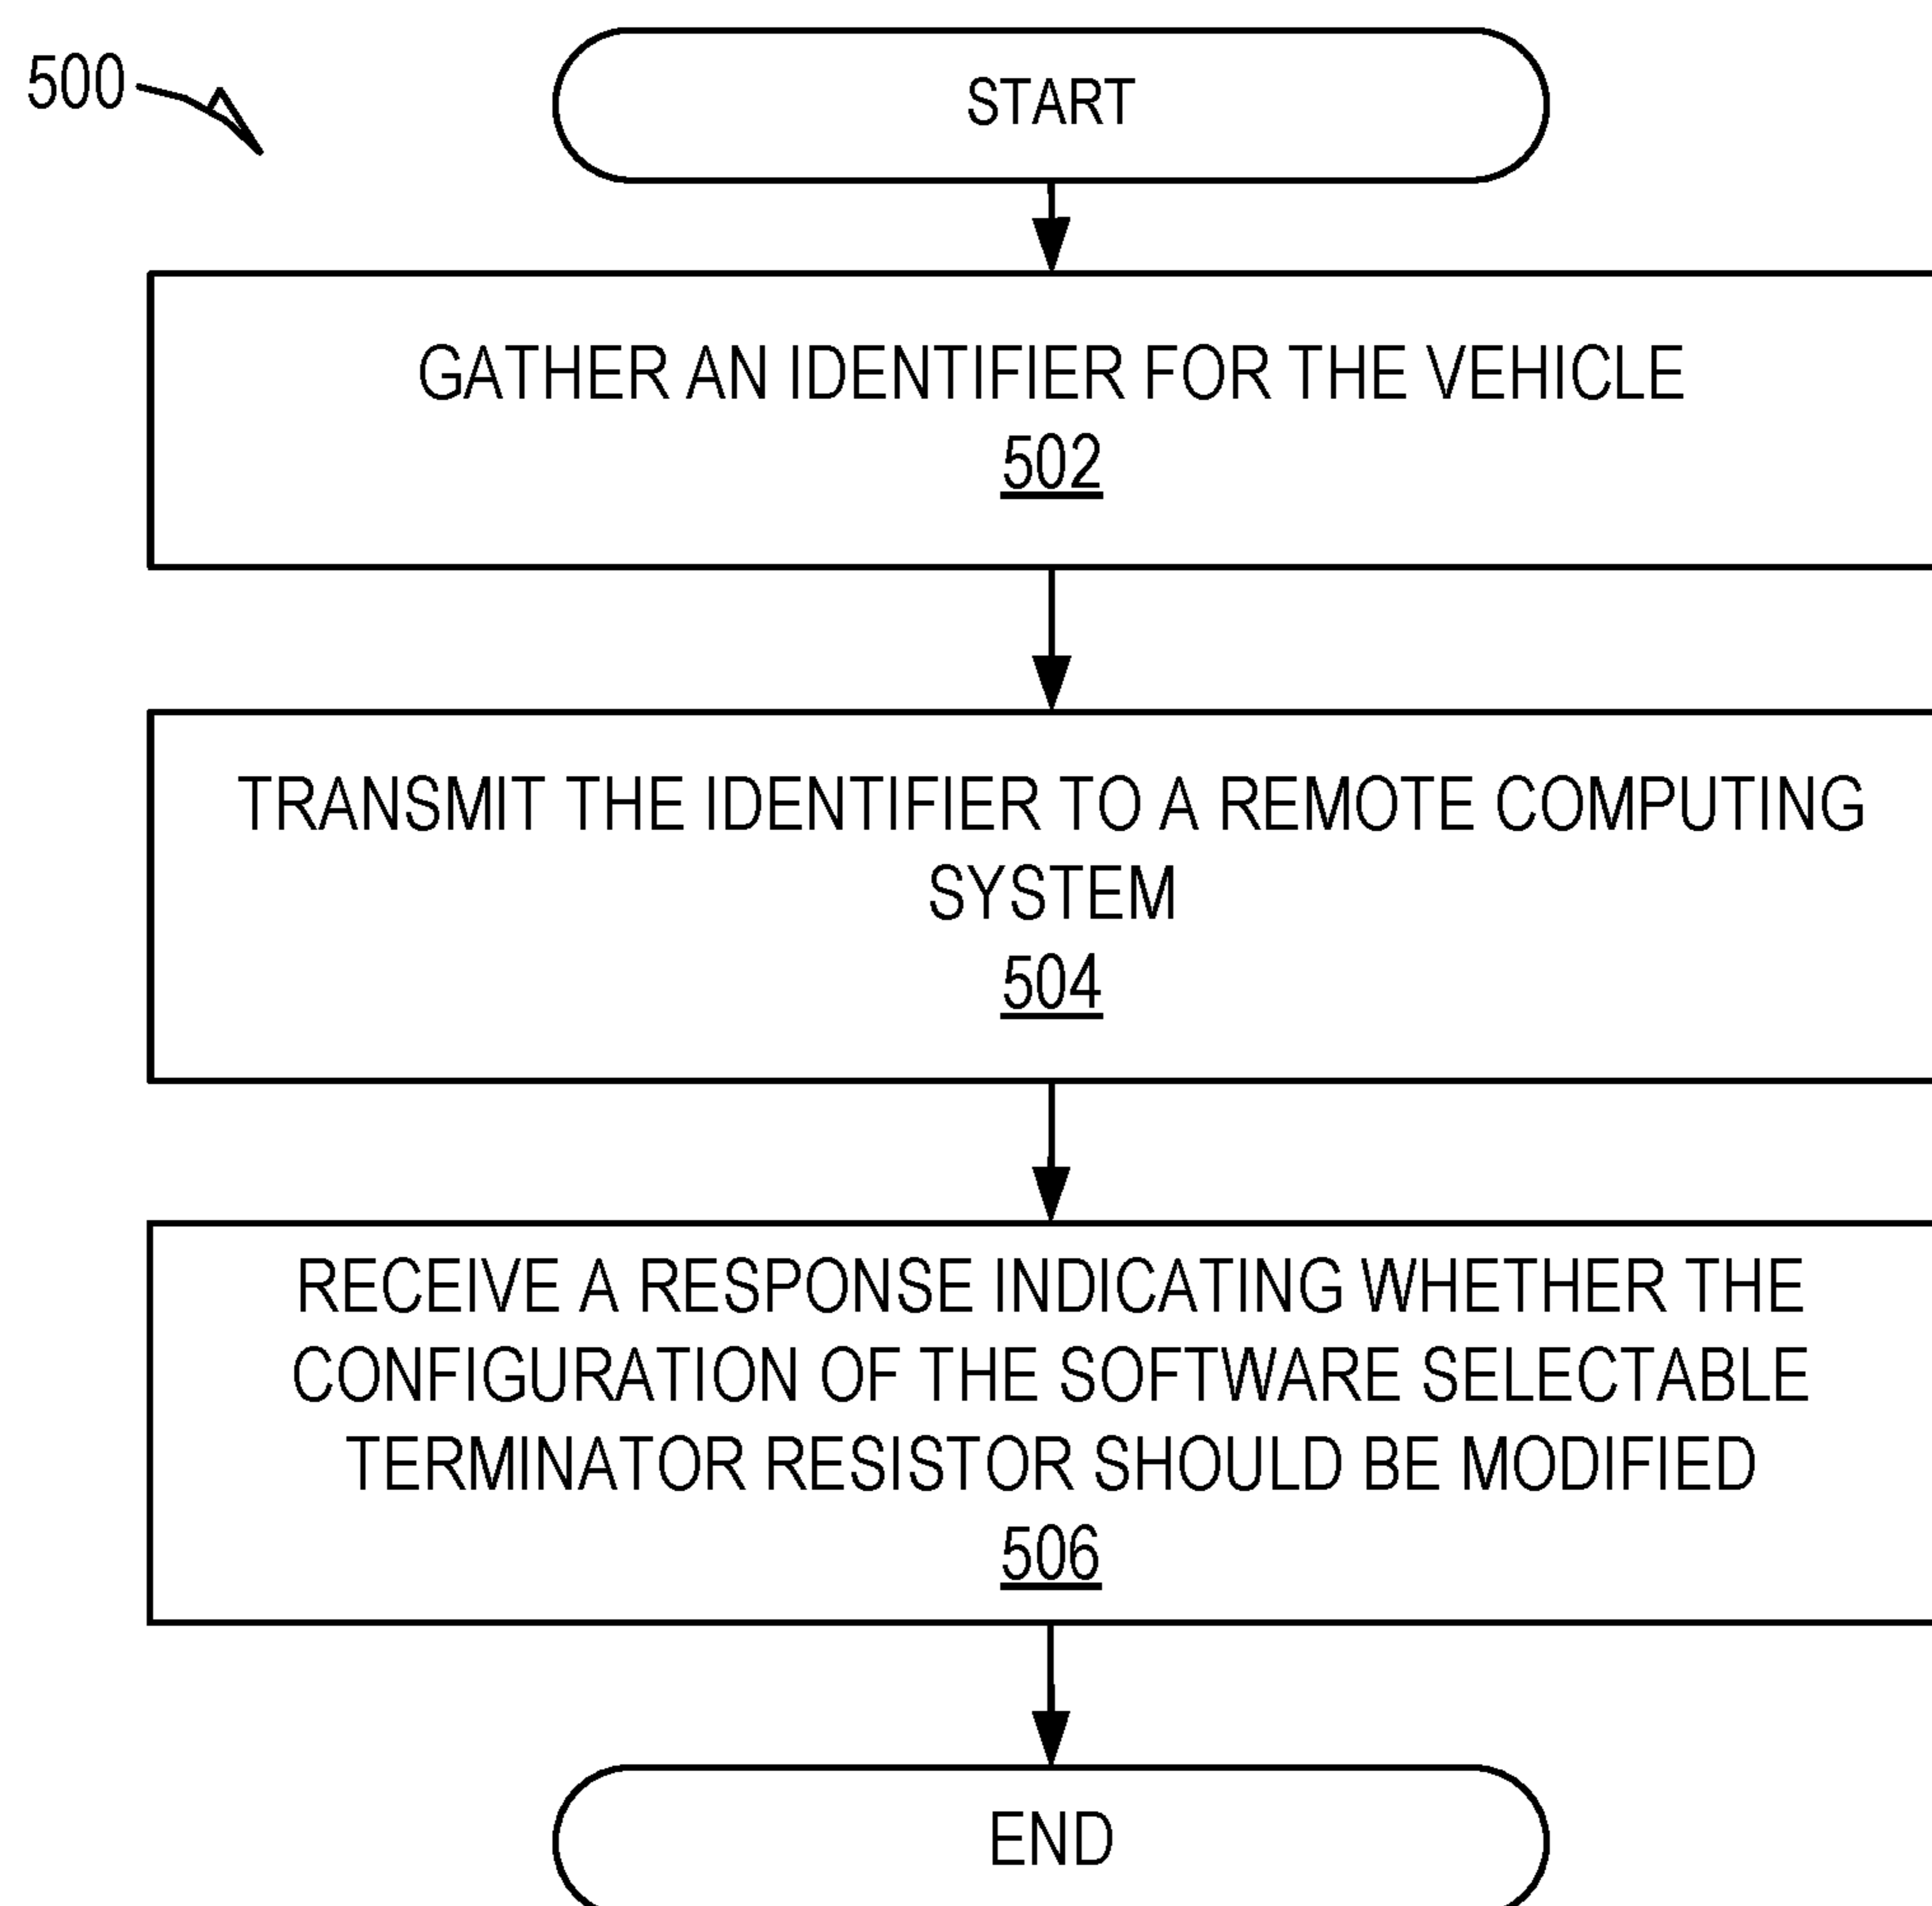 500
START
GATHER AN IDENTIFIER FOR THE VEHICLE
502
TRANSMIT THE IDENTIFIER TO A REMOTE COMPUTING
SYSTEM
504
RECEIVE A RESPONSE INDICATING WHETHER THE
CONFIGURATION OF THE SOFTWARE SELECTABLE
TERMINATOR RESISTOR SHOULD BE MODIFIED
506
END